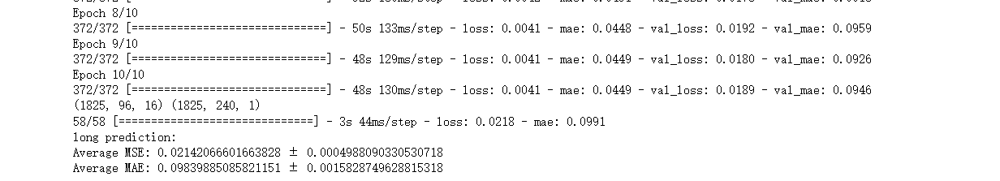 Epoch 8/10
372/372 [==============================] - 50s 133ms/step - loss: 0.0041 - mae: 0.0448 - val_loss: 0.0192 - val_mae: 0.0959
Epoch 9/10
372/372 [==============================] - 48s 129ms/step - loss: 0.0041 - mae: 0.0449 - val_loss: 0.0180 - val_mae: 0.0926
Epoch 10/10
372/372 [==============================] - 48s 130ms/step - loss: 0.0041 - mae: 0.0449 - val_loss: 0.0189 - val_mae: 0.0946
(1825, 96, 16) (1825, 240, 1)
58/58 [==============================] - 3s 44ms/step - loss: 0.0218 - mae: 0.0991
long prediction:
Average MSE: 0.02142066601663828 ± 0.0004988090330530718
Average MAE: 0.09839885085821151 ± 0.0015828749628815318